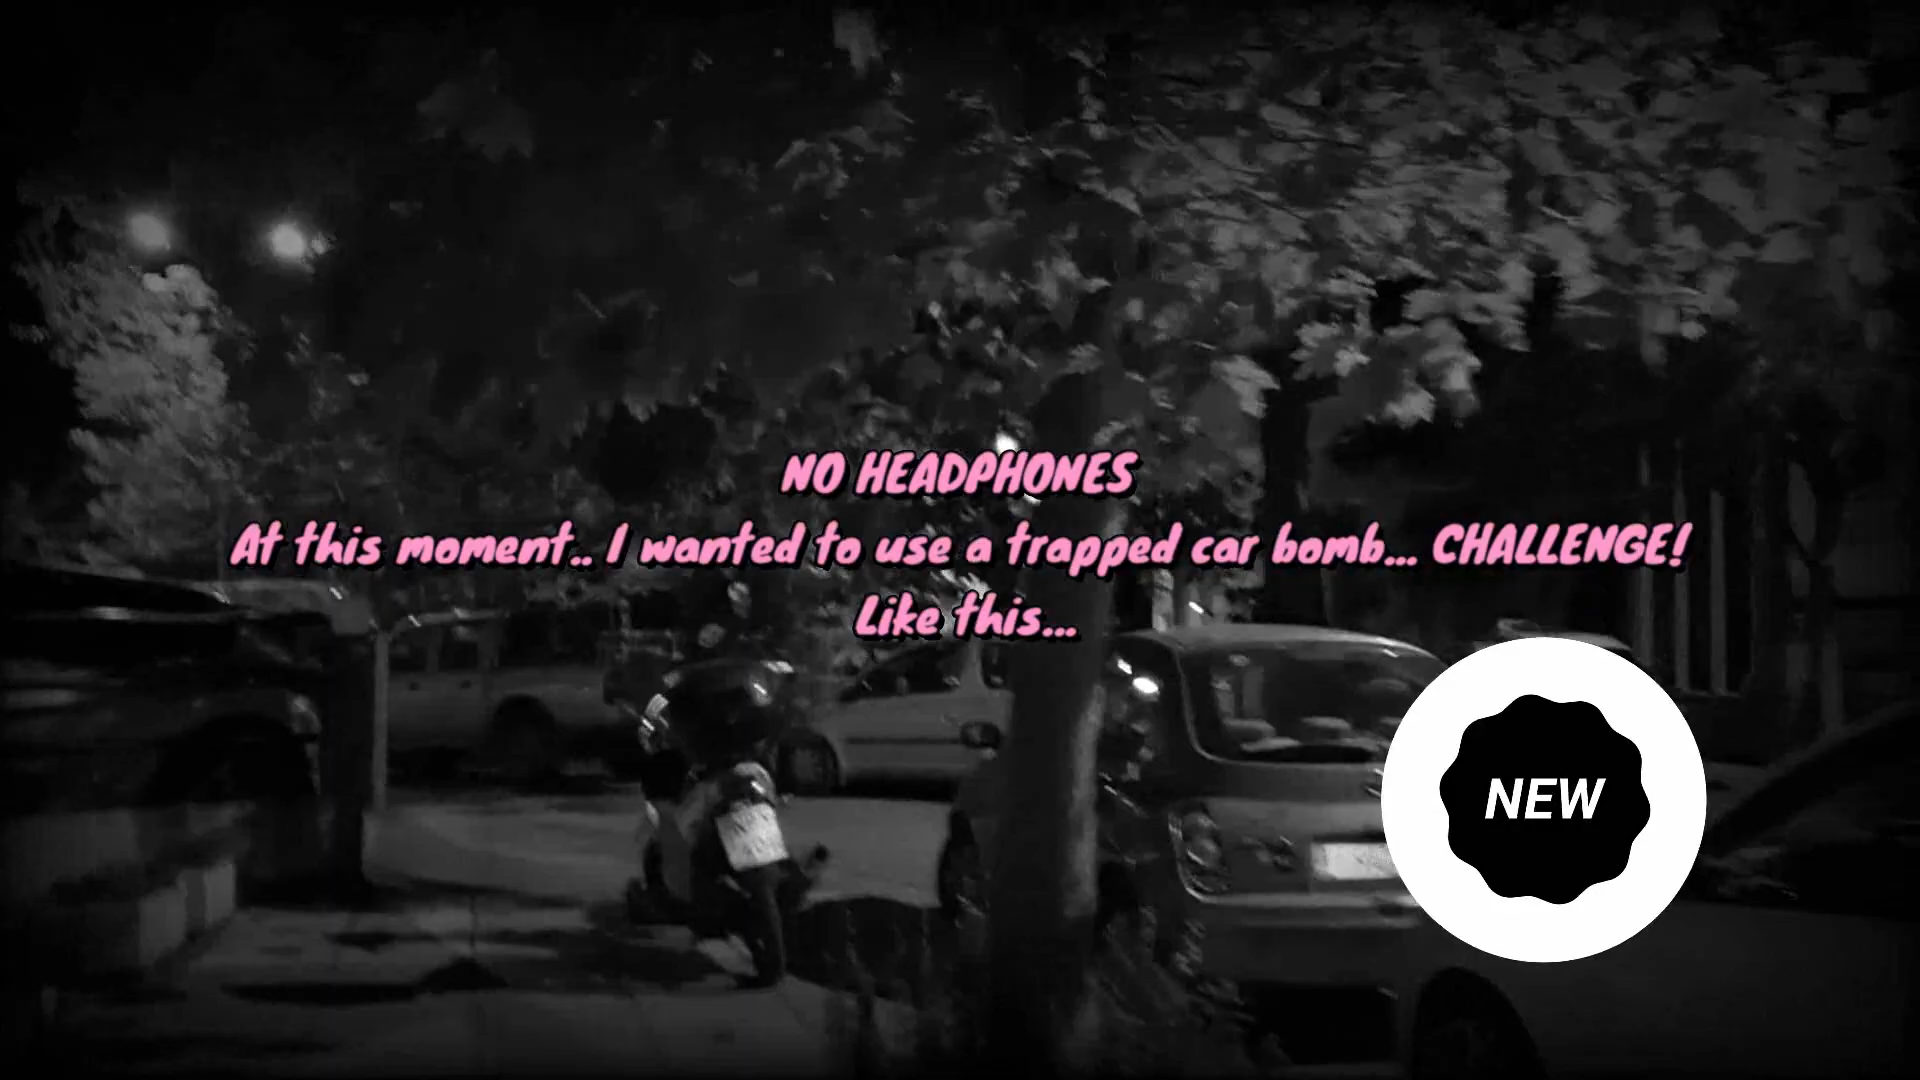 NO HEADPHONES
At this moment.. I wanted to use a trapped car bomb... CHALLENGE!
Like this...
NEW